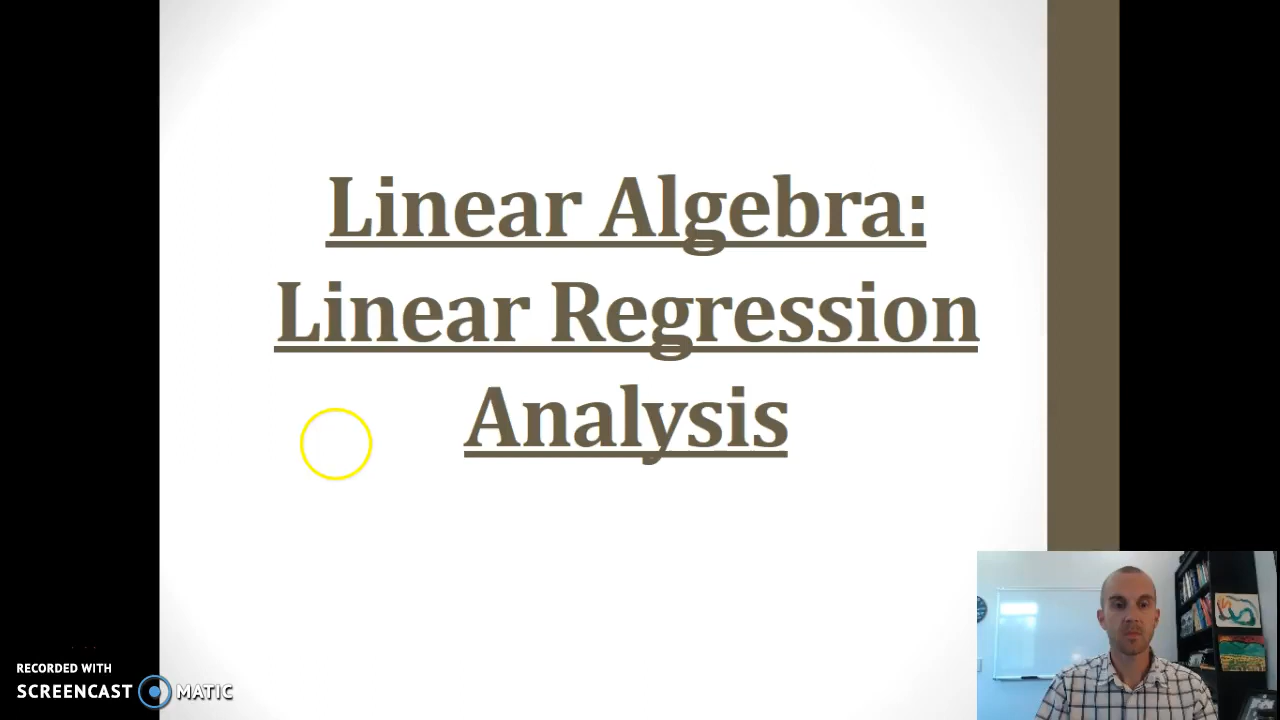 Linear Algebra:
Linear Regression
Analysis
RECORDED WITH
SCREENCAST MATIC